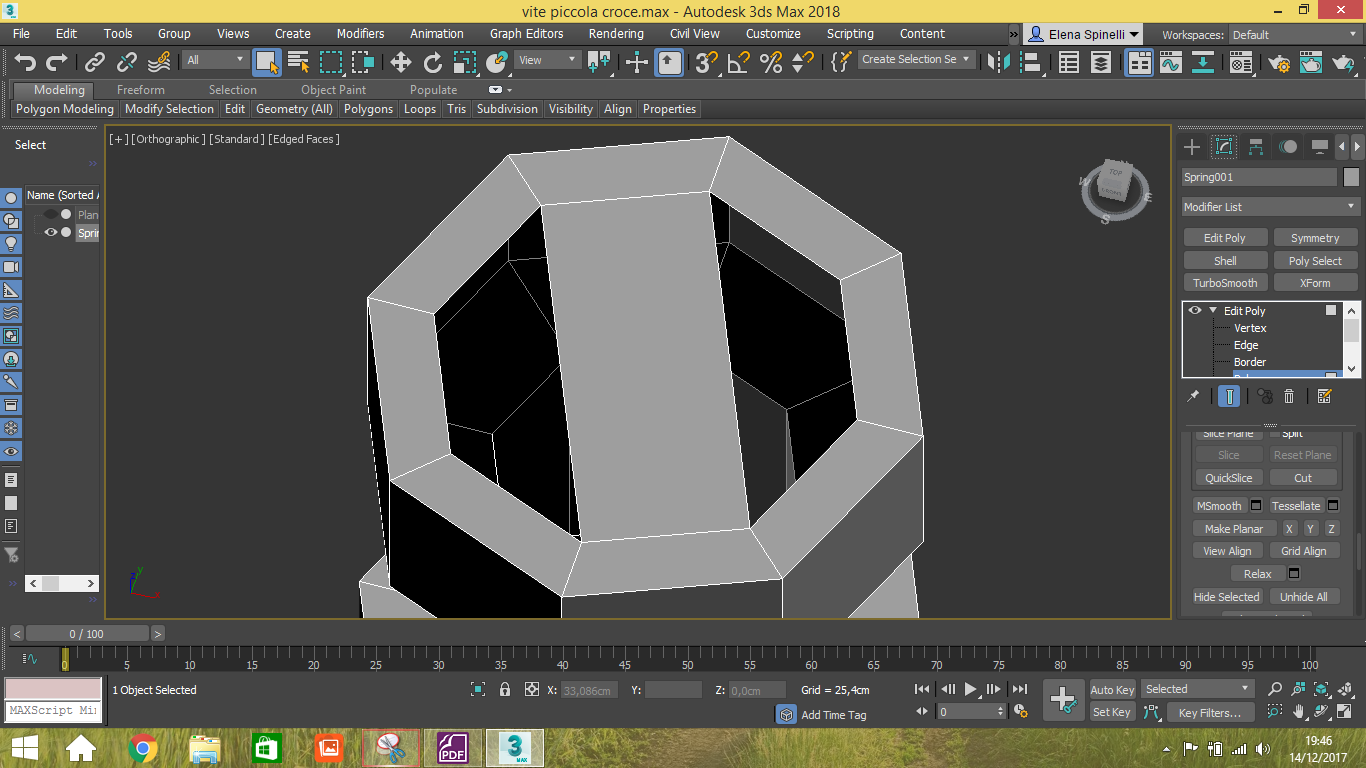 vite piccola croce.max - Autodesk 3ds Max 2018
File Edit Tools Group Views Create Modifiers Animation Graph Editors Rendering Civil View Customize Scripting Content » Elena Spinelli Workspaces: Default
All View Create Selection Se
Modeling Freeform Selection Object Paint Populate
Polygon Modeling Modify Selection Edit Geometry (All) Polygons Loops Tris Subdivision Visibility Align Properties
Select
[+] [Orthographic] [Standard] [Edged Faces]
Name (Sorted A
Plan
Sprin
TOP
W
E
S
Spring001
Modifier List
Edit Poly Symmetry
Shell Poly Select
TurboSmooth XForm
Edit Poly
Vertex
Edge
Border
Slice Plane Split
Slice Reset Plane
QuickSlice Cut
MSmooth Tessellate
Make Planar X Y Z
View Align Grid Align
Relax
Hide Selected Unhide All
y
x
< 0 / 100 >
0 5 10 15 20 25 30 35 40 45 50 55 60 65 70 75 80 85 90 95 100
1 Object Selected X: 33,086cm Y: Z: 0,0cm Grid = 25,4cm Auto Key Selected
MAXScript Mi Add Time Tag 0 Set Key Key Filters...
PDF
3
MAX
19:46
14/12/2017